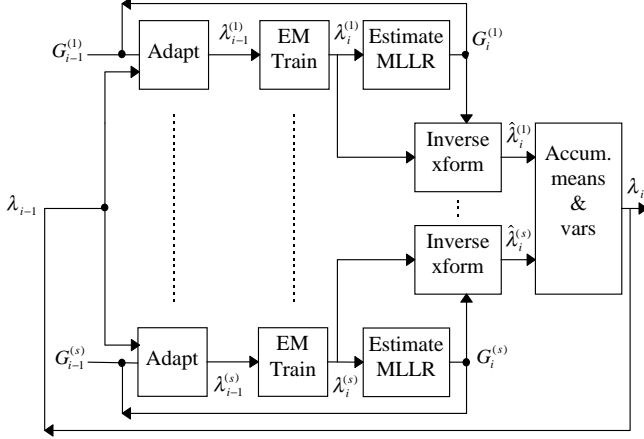 G_{i-1}^{(1)}
Adapt
λ_{i-1}^{(1)}
EM
Train
λ_i^{(1)}
Estimate
MLLR
G_i^{(1)}
Inverse
xform
λ̂_i^{(1)}
Accum.
means
&
vars
λ_i
λ_{i-1}
Inverse
xform
λ̂_i^{(s)}
G_{i-1}^{(s)}
Adapt
λ_{i-1}^{(s)}
EM
Train
λ_i^{(s)}
Estimate
MLLR
G_i^{(s)}